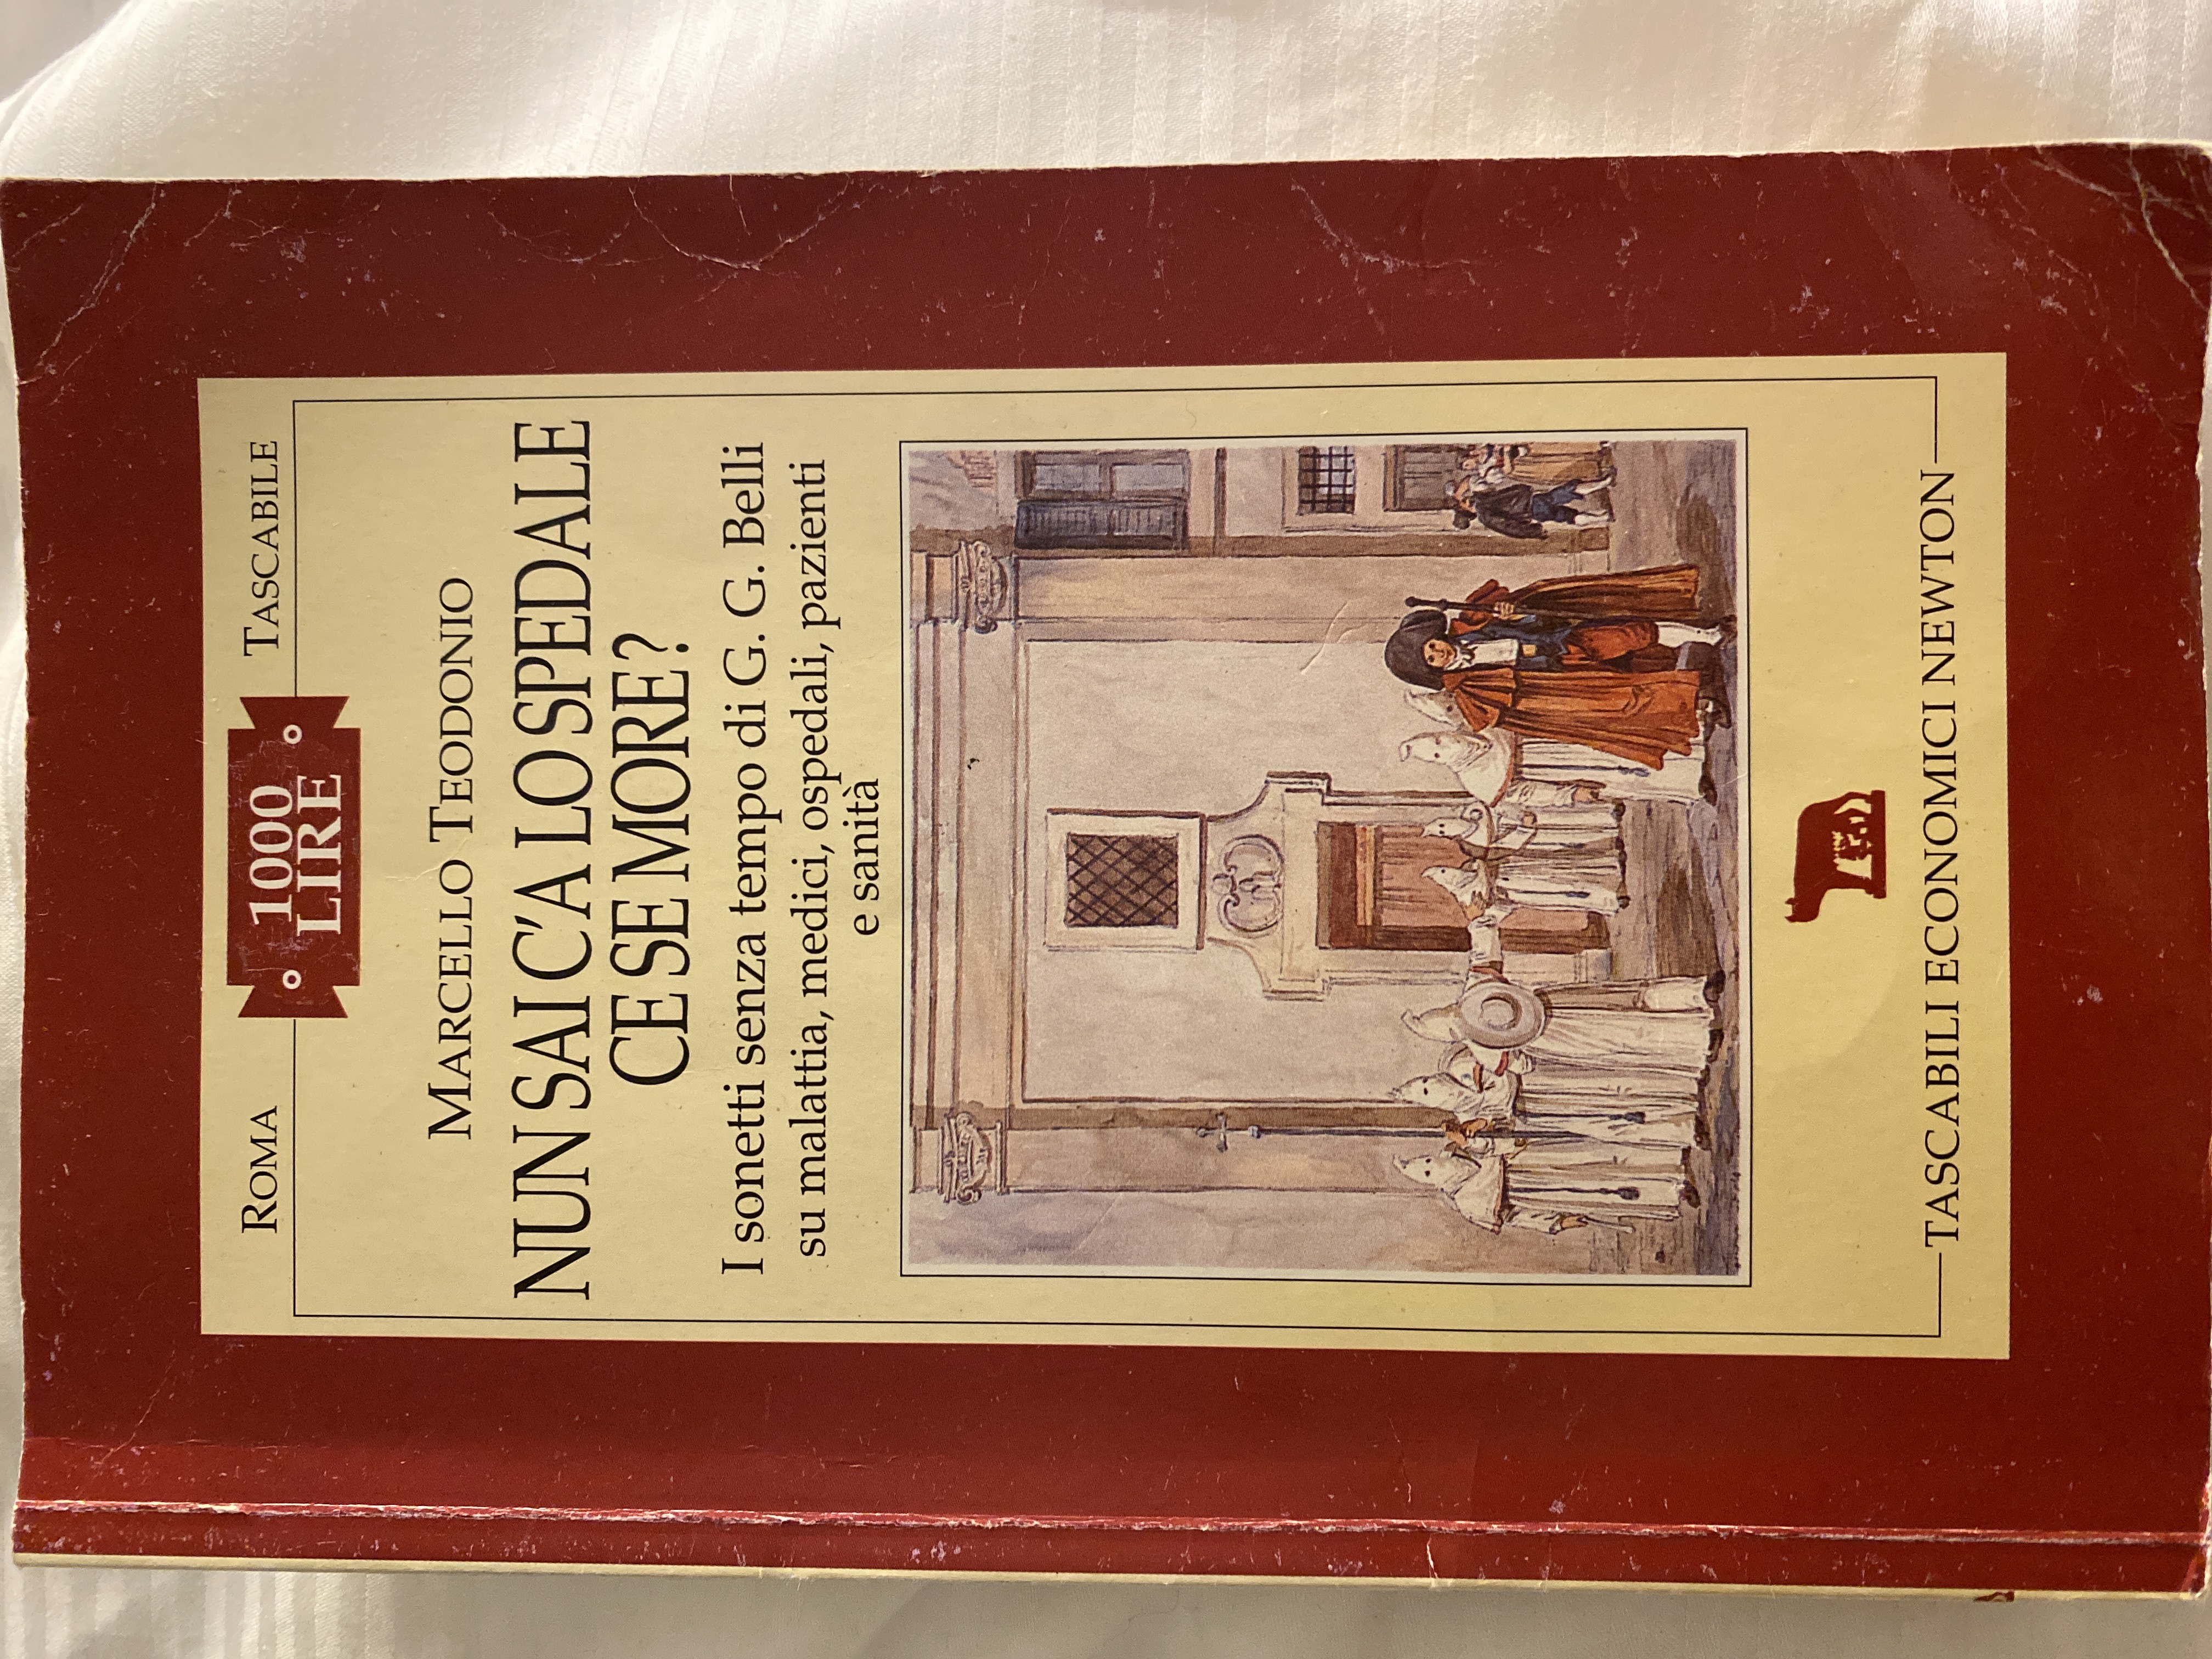 ROMA
1000
LIRE
TASCABILE
MARCELLO TEODONIO
NUN SAI C'A LO SPEDALE
CE SE MORE?
I sonetti senza tempo di G. G. Belli
su malattia, medici, ospedali, pazienti
e sanità
TASCABILI ECONOMICI NEWTON